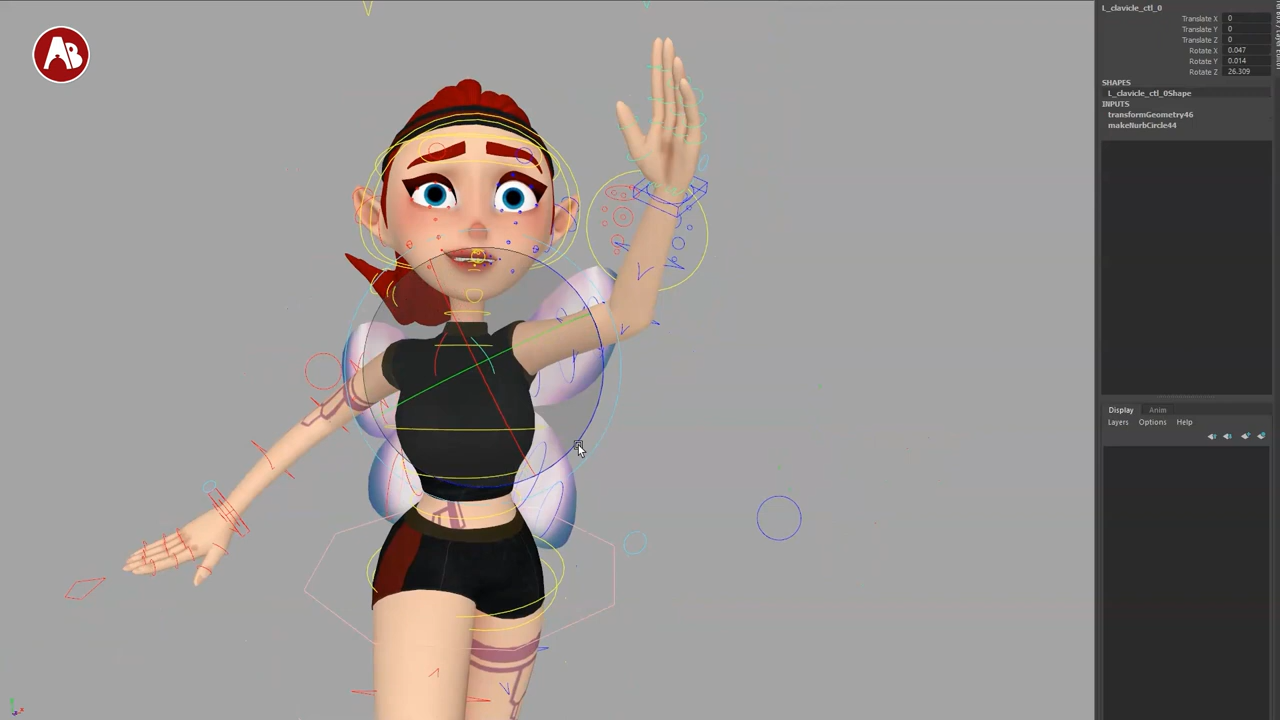 AB
L_clavicle_ctl_0
Translate X 0
Translate Y 0
Translate Z 0
Rotate X 0.047
Rotate Y 0.014
Rotate Z 26.309
SHAPES
L_clavicle_ctl_0Shape
INPUTS
transformGeometry46
makeNurbCircle44
Display Anim
Layers Options Help